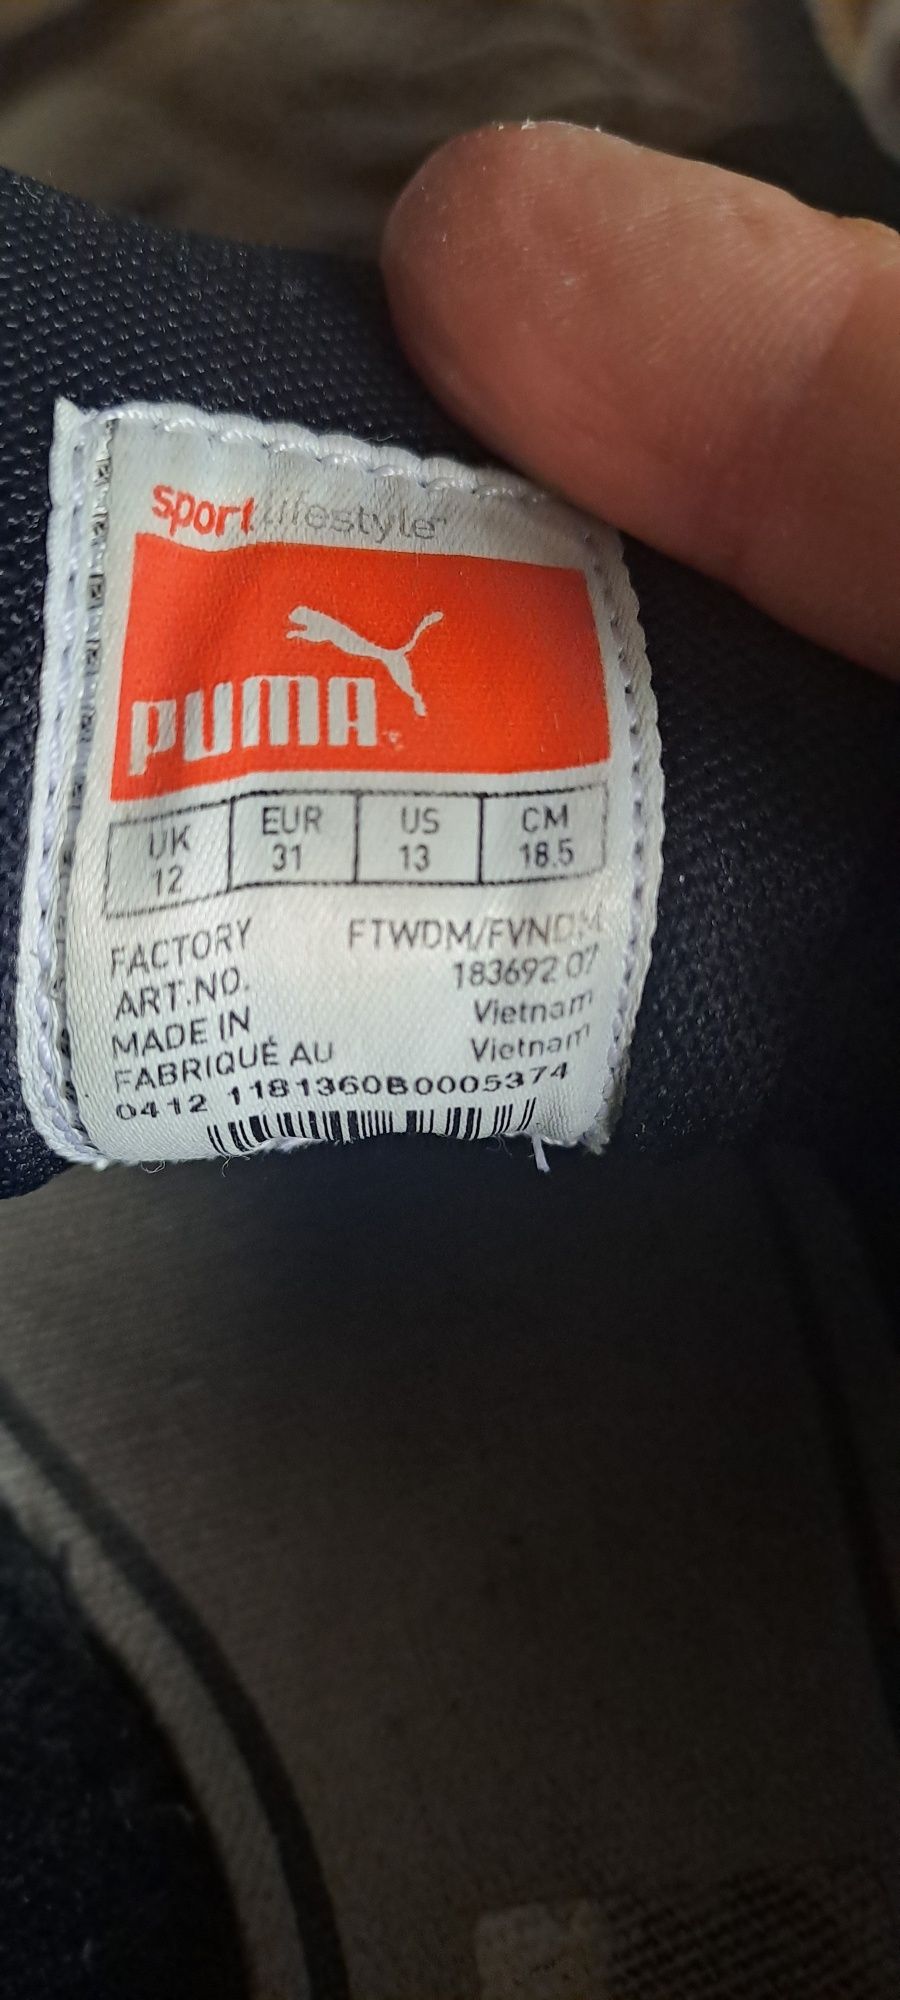 sport lifestyle™
PUMA
UK EUR US CM
12 31 13 18.5
FACTORY FTWDM/FVNDM
ART.NO. 183692 07
MADE IN Vietnam
FABRIQUÉ AU Vietnam
0412 1181360B0005374